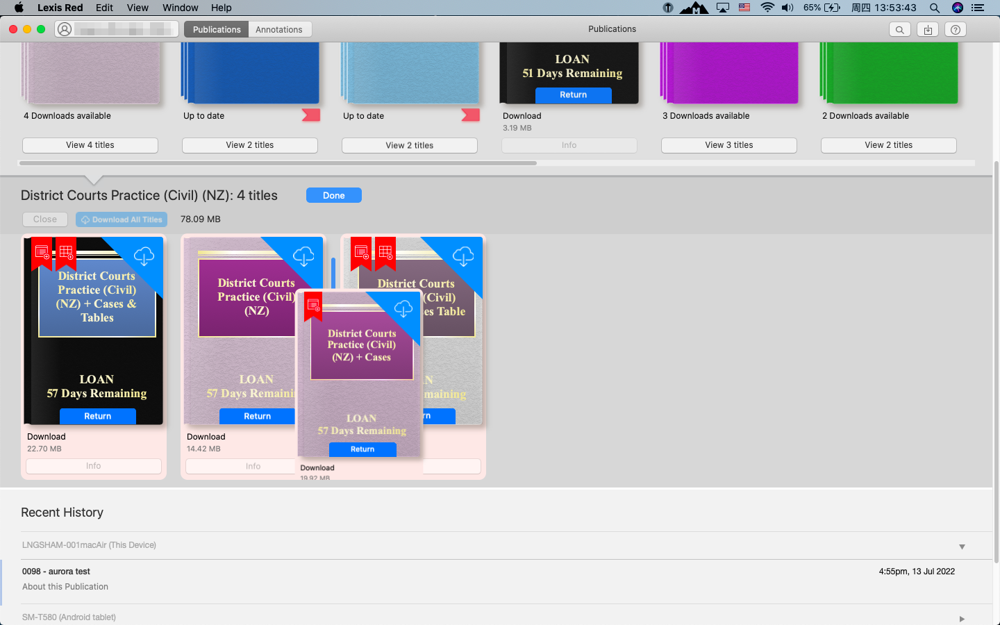 Lexis Red Edit View Window Help 65% 周四 13:53:43
Publications Annotations Publications
LOAN
51 Days Remaining
Return
4 Downloads available
Up to date
Up to date
Download
3.19 MB
3 Downloads available
2 Downloads available
View 4 titles
View 2 titles
View 2 titles
Info
View 3 titles
View 2 titles
District Courts Practice (Civil) (NZ): 4 titles
Done
Close
Download All Titles
78.09 MB
District Courts
Practice (Civil)
(NZ) + Cases &
Tables
LOAN
57 Days Remaining
Return
Download
22.70 MB
Info
District Courts
Practice (Civil)
(NZ)
LOAN
57 Days Remaini
Return
Download
14.42 MB
Info
District Courts
Practice (Civil)
(NZ) + Cases
LOAN
57 Days Remaining
Return
Download
19.92 MB
District Courts
(Civil)
es Table
N
maining
rn
Recent History
LNGSHAM-001macAir (This Device)
0098 - aurora test
4:55pm, 13 Jul 2022
About this Publication
SM-T580 (Android tablet)